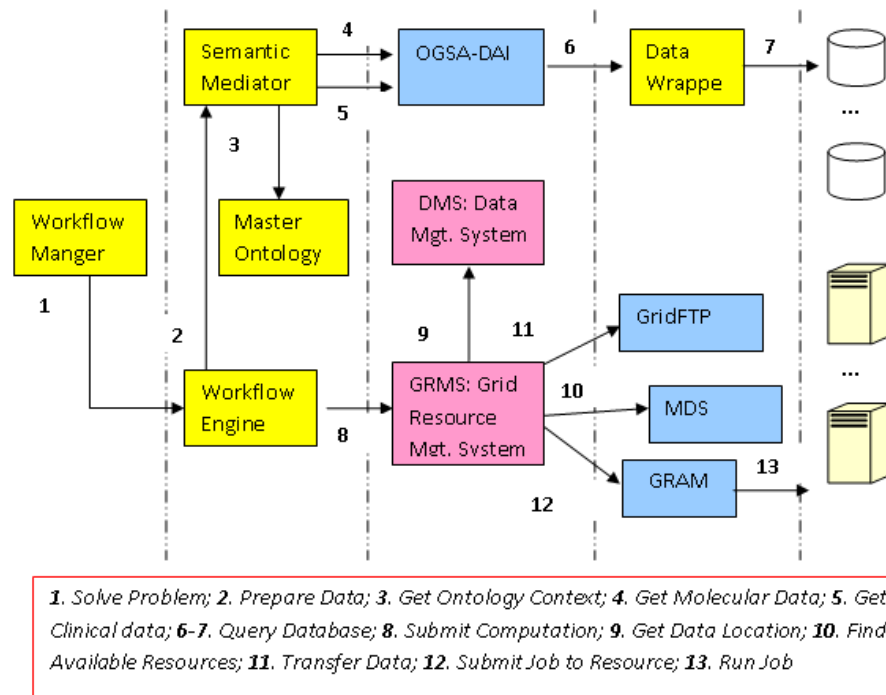 4
Semantic
Mediator
5
OGSA-DAI
6
Data
Wrappe
7
...
3
Workflow
Manger
Master
Ontology
DMS: Data
Mgt. System
1
2
9
11
GridFTP
Workflow
Engine
8
GRMS: Grid
Resource
Mgt. System
10
MDS
...
12
GRAM
13
1. Solve Problem; 2. Prepare Data; 3. Get Ontology Context; 4. Get Molecular Data; 5. Get
Clinical data; 6-7. Query Database; 8. Submit Computation; 9. Get Data Location; 10. Find
Available Resources; 11. Transfer Data; 12. Submit Job to Resource; 13. Run Job